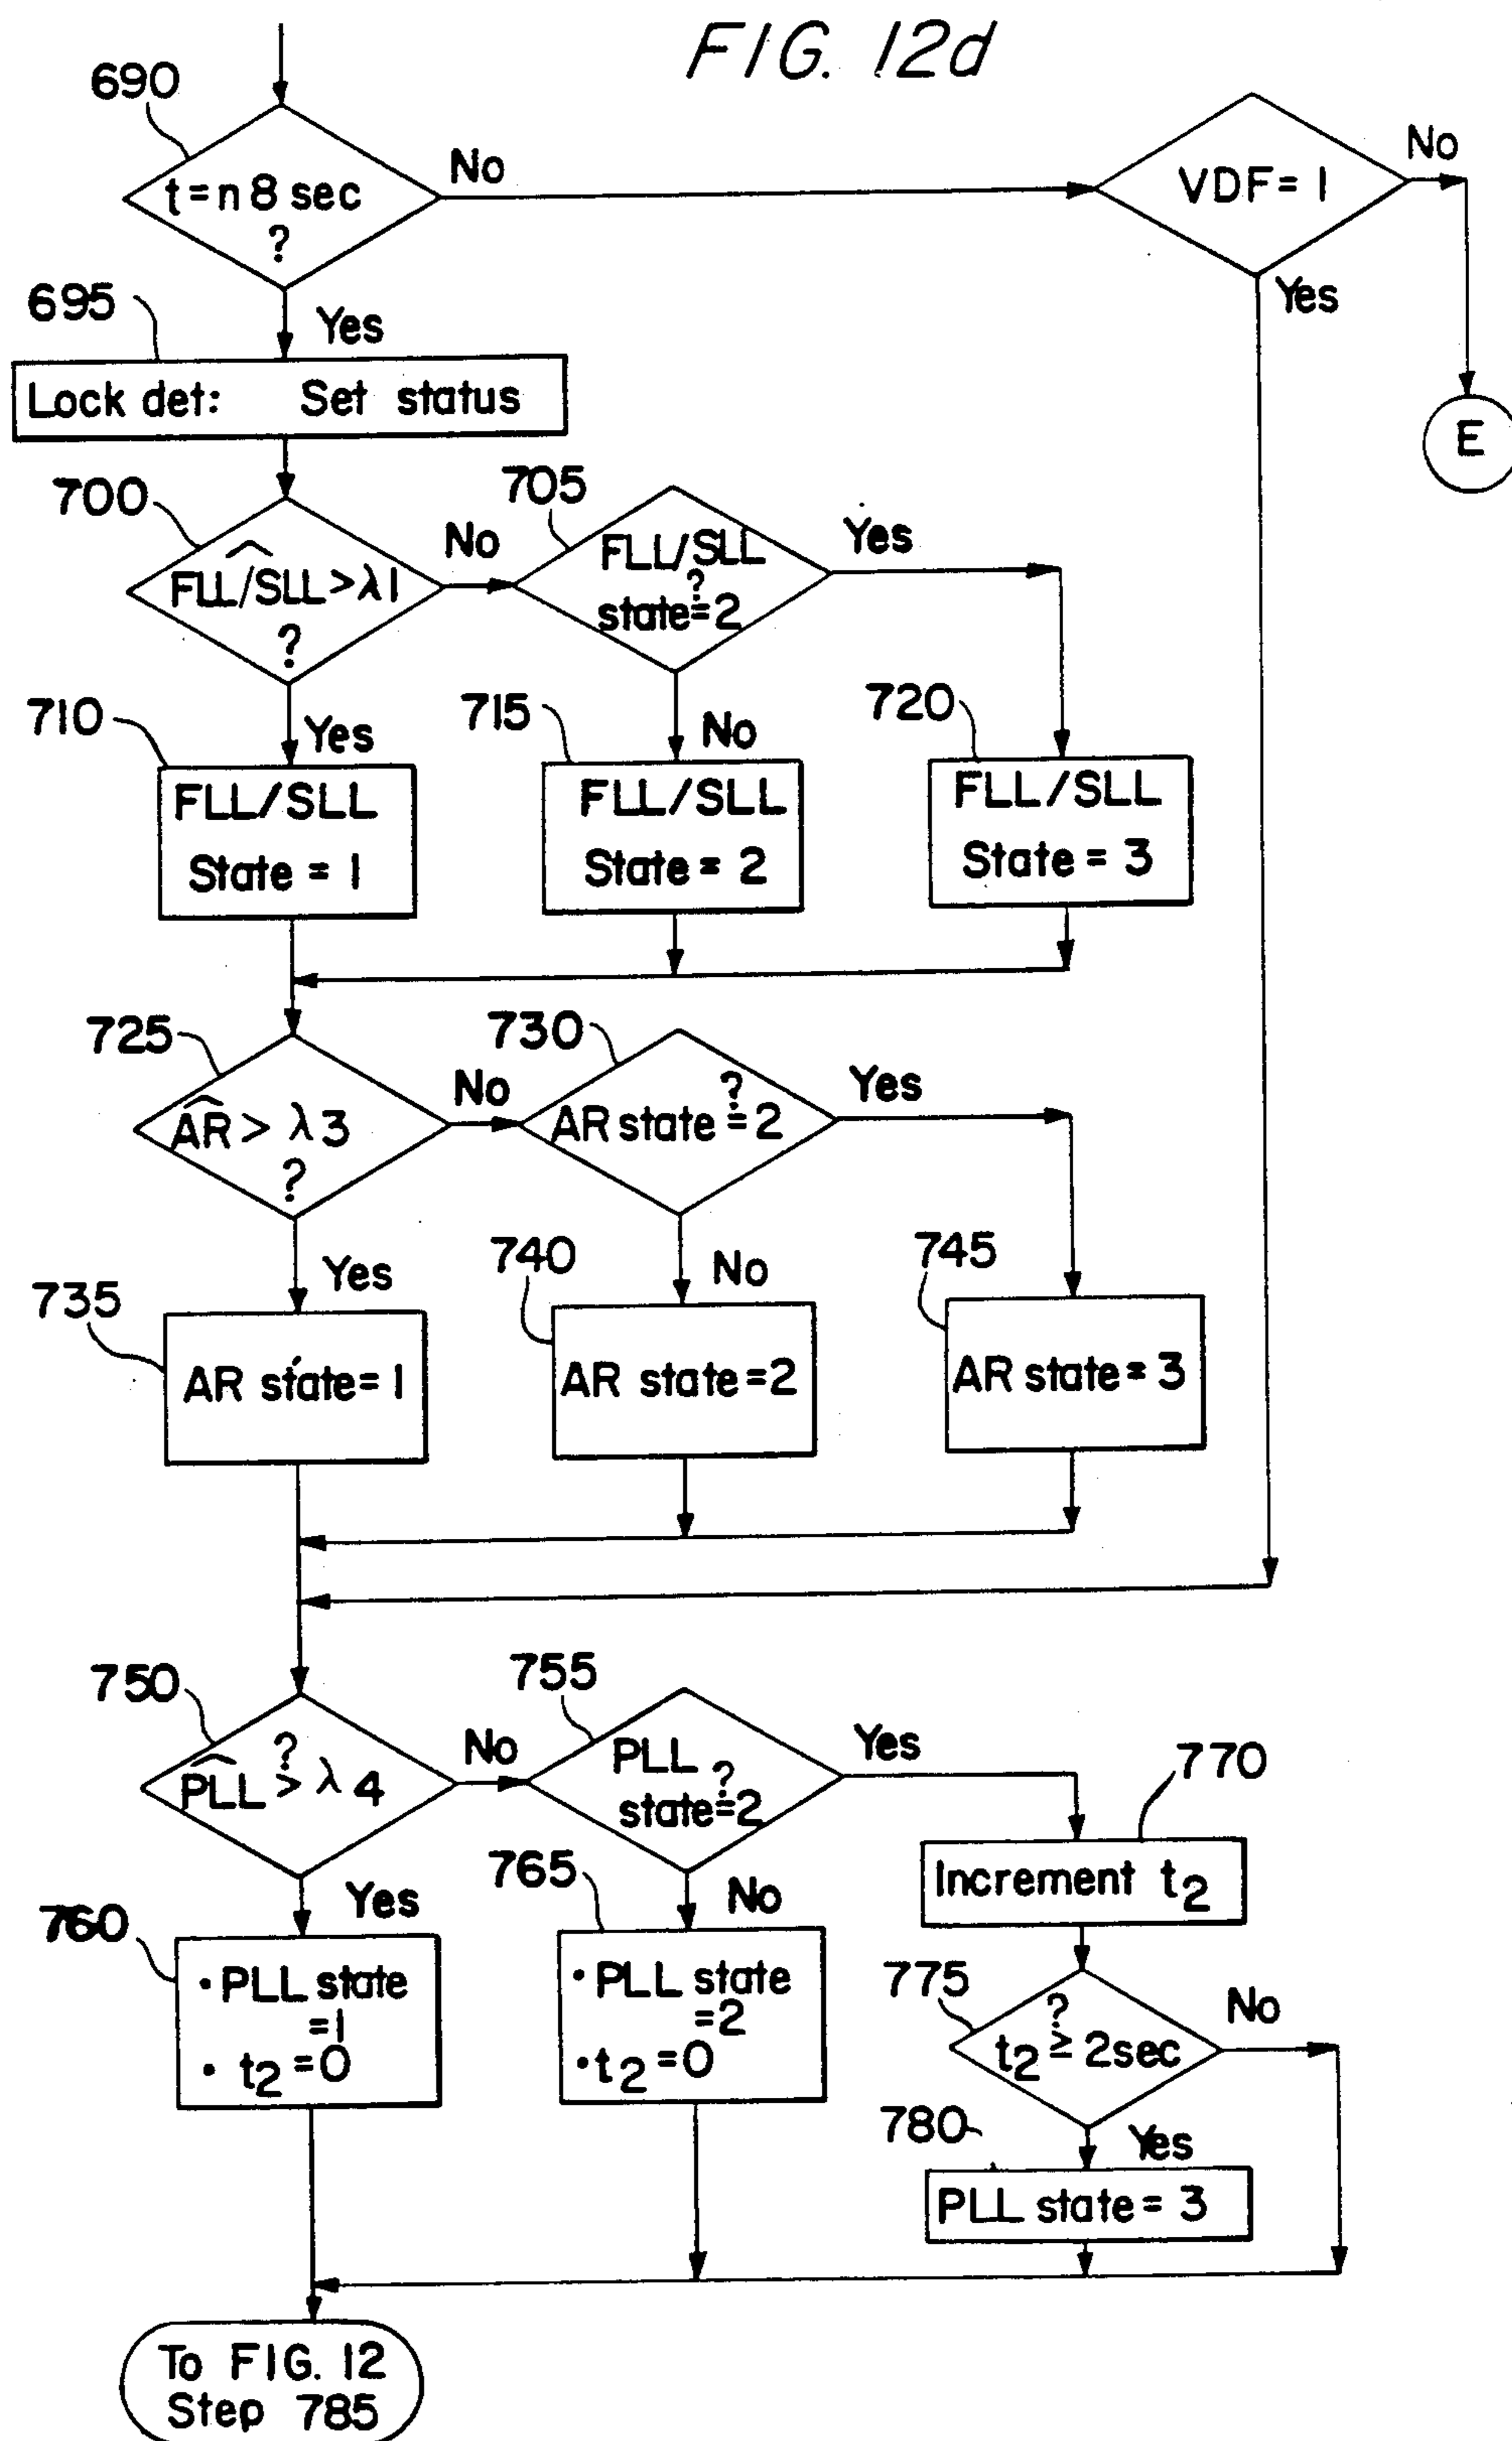 FIG. 12d
690
t=n 8 sec
?
No
VDF=1
No
Yes
E
Yes
695
Lock det: Set status
700
FLL/SLL>λ1
?
No
705
FLL/SLL
?
state=2
Yes
710
Yes
715
No
720
FLL/SLL
State = 1
FLL/SLL
State = 2
FLL/SLL
State = 3
725
AR > λ3
?
No
730
?
AR state=2
Yes
735
Yes
740
No
745
AR state=1
AR state=2
AR state=3
750
?
PLL > λ4
No
755
PLL
?
state=2
Yes
770
Increment t2
760
Yes
765
No
• PLL state
=1
• t2=0
• PLL state
=2
• t2=0
775
?
t2 ≥ 2sec
No
780
Yes
PLL state = 3
To FIG. 12
Step 785